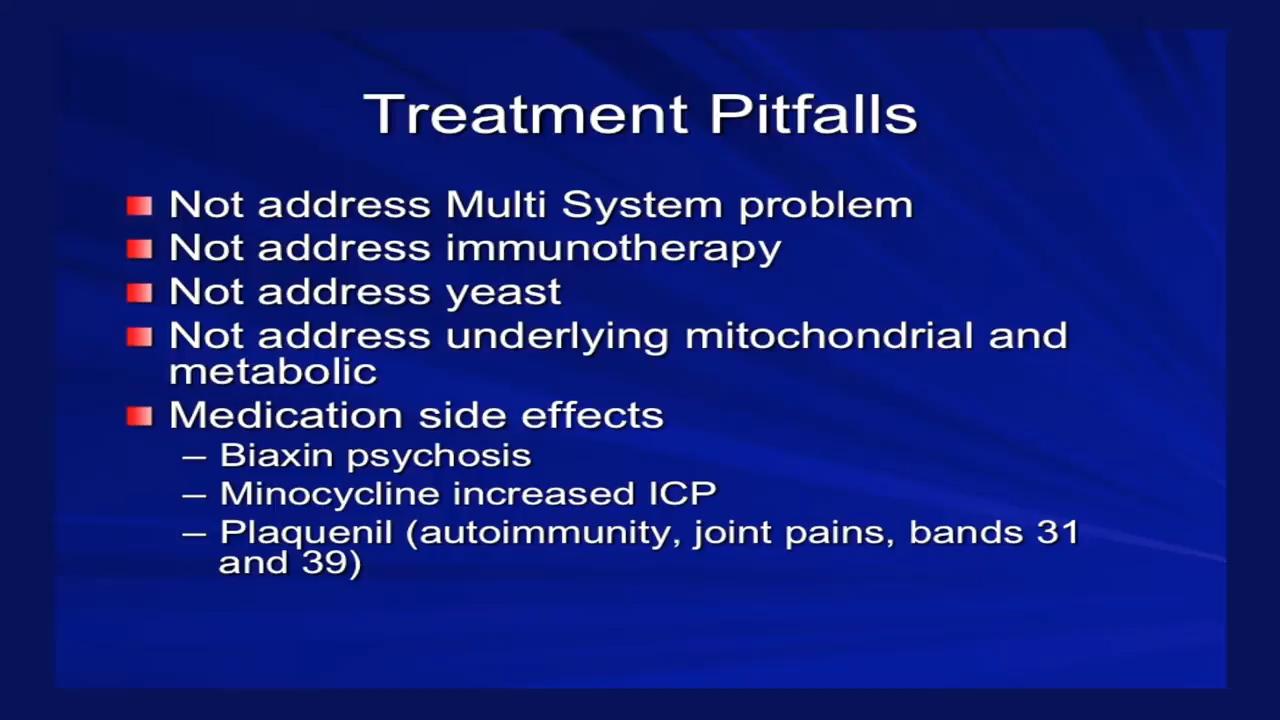 Treatment Pitfalls
Not address Multi System problem
Not address immunotherapy
Not address yeast
Not address underlying mitochondrial and
metabolic
Medication side effects
– Biaxin psychosis
– Minocycline increased ICP
– Plaquenil (autoimmunity, joint pains, bands 31
and 39)